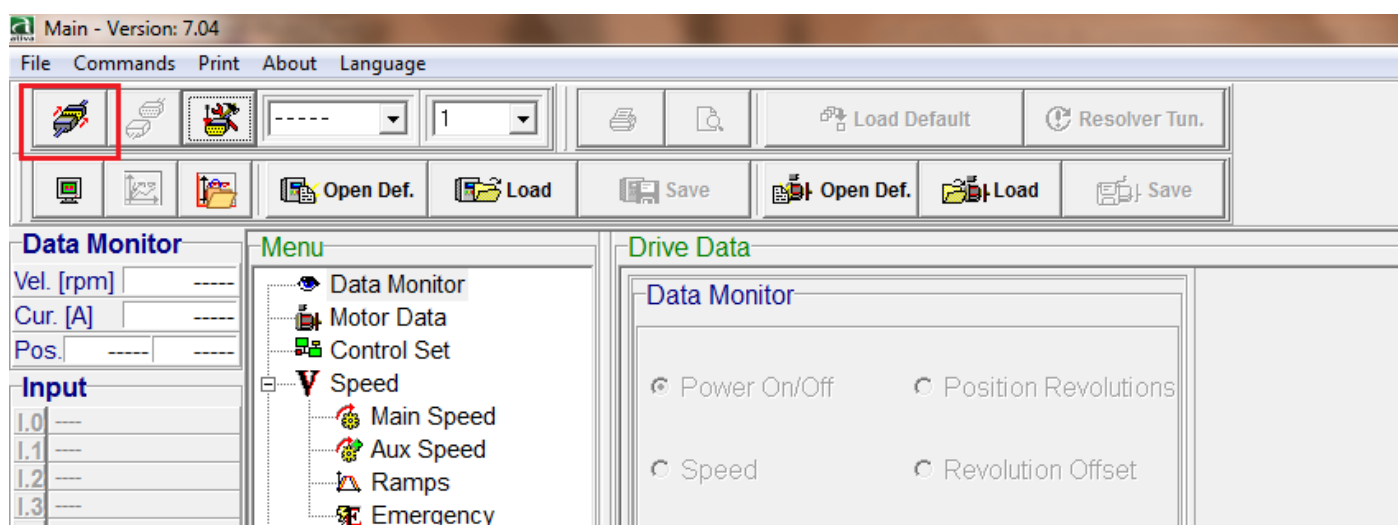 ativa Main - Version: 7.04
File Commands Print About Language
----- 1 Load Default Resolver Tun.
Open Def. Load Save Open Def. Load Save
Data Monitor
Vel. [rpm] -----
Cur. [A] -----
Pos. ----- -----
Input
I.0 ----
I.1 ----
I.2 ----
I.3 ----
Menu
Data Monitor
Motor Data
Control Set
V Speed
Main Speed
Aux Speed
Ramps
E Emergency
Drive Data
Data Monitor
Power On/Off Position Revolutions
Speed Revolution Offset